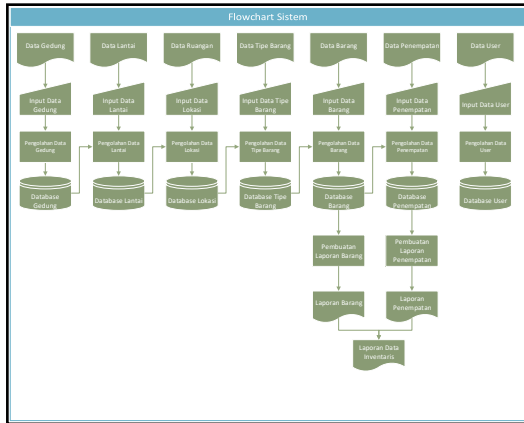 Flowchart Sistem
Data Gedung
Data Lantai
Data Ruangan
Data Tipe Barang
Data Barang
Data Penempatan
Data User
Input Data
Gedung
Input Data
Lantai
Input Data
Lokasi
Input Data Tipe
Barang
Input Data
Barang
Input Data
Penempatan
Input Data User
Pengolahan Data
Gedung
Pengolahan Data
Lantai
Pengolahan Data
Lokasi
Pengolahan Data
Tipe Barang
Pengolahan Data
Barang
Pengolahan Data
Penempatan
Pengolahan Data
User
Database
Gedung
Database Lantai
Database Lokasi
Database Tipe
Barang
Database
Barang
Database
Penempatan
Database User
Pembuatan
Laporan Barang
Pembuatan
Laporan
Penempatan
Laporan Barang
Laporan
Penempatan
Laporan Data
Inventaris